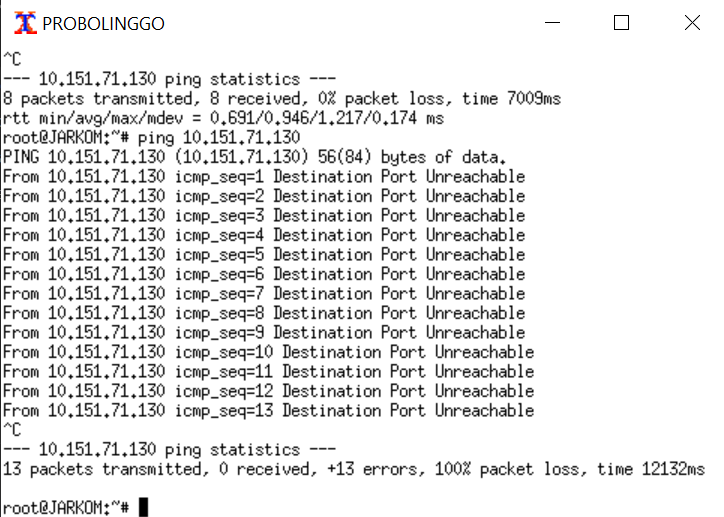 PROBOLINGGO
^C
--- 10.151.71.130 ping statistics ---
8 packets transmitted, 8 received, 0% packet loss, time 7009ms
rtt min/avg/max/mdev = 0.691/0.946/1.217/0.174 ms
root@JARKOM:~# ping 10.151.71.130
PING 10.151.71.130 (10.151.71.130) 56(84) bytes of data.
From 10.151.71.130 icmp_seq=1 Destination Port Unreachable
From 10.151.71.130 icmp_seq=2 Destination Port Unreachable
From 10.151.71.130 icmp_seq=3 Destination Port Unreachable
From 10.151.71.130 icmp_seq=4 Destination Port Unreachable
From 10.151.71.130 icmp_seq=5 Destination Port Unreachable
From 10.151.71.130 icmp_seq=6 Destination Port Unreachable
From 10.151.71.130 icmp_seq=7 Destination Port Unreachable
From 10.151.71.130 icmp_seq=8 Destination Port Unreachable
From 10.151.71.130 icmp_seq=9 Destination Port Unreachable
From 10.151.71.130 icmp_seq=10 Destination Port Unreachable
From 10.151.71.130 icmp_seq=11 Destination Port Unreachable
From 10.151.71.130 icmp_seq=12 Destination Port Unreachable
From 10.151.71.130 icmp_seq=13 Destination Port Unreachable
^C
--- 10.151.71.130 ping statistics ---
13 packets transmitted, 0 received, +13 errors, 100% packet loss, time 12132ms
root@JARKOM:~#